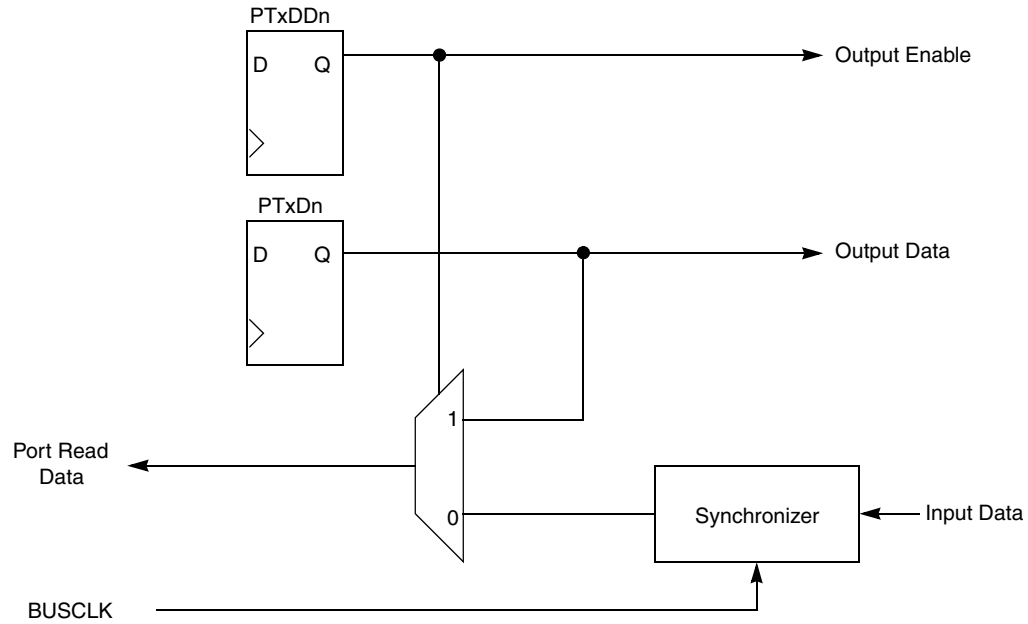 PTxDDn
D Q
Output Enable
PTxDn
D Q
Output Data
1
Port Read
Data
0
Synchronizer
Input Data
BUSCLK